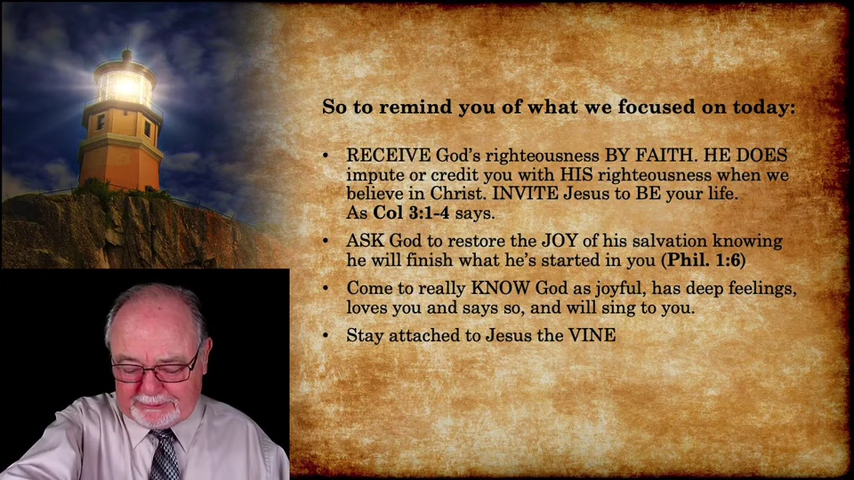 So to remind you of what we focused on today:
• RECEIVE God's righteousness BY FAITH. HE DOES
impute or credit you with HIS righteousness when we
believe in Christ. INVITE Jesus to BE your life.
As Col 3:1-4 says.
• ASK God to restore the JOY of his salvation knowing
he will finish what he's started in you (Phil. 1:6)
• Come to really KNOW God as joyful, has deep feelings,
loves you and says so, and will sing to you.
• Stay attached to Jesus the VINE